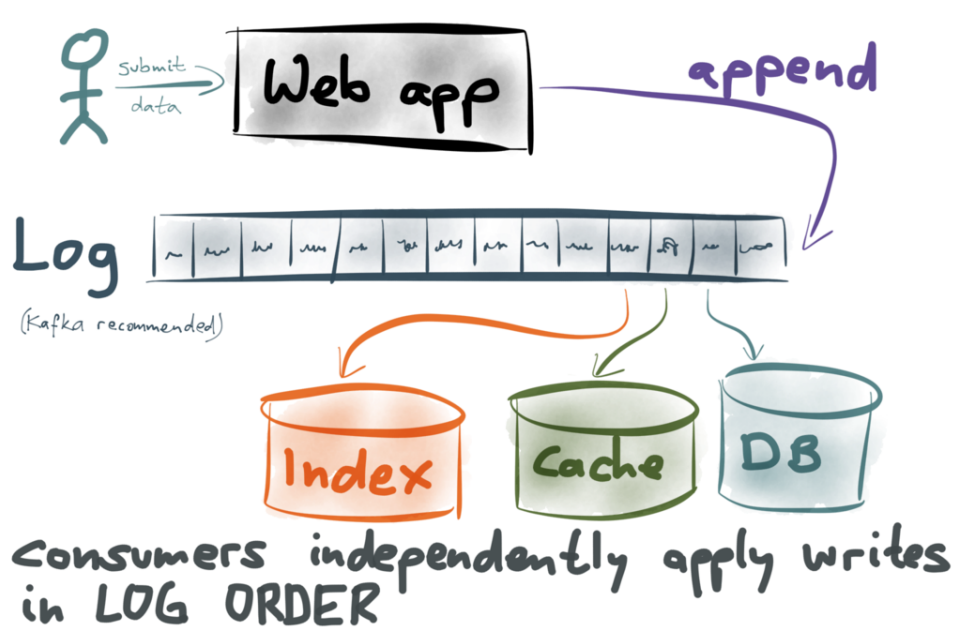 submit
data
Web app
append
Log
(Kafka recommended)
Index
Cache
DB
consumers independently apply writes
in LOG ORDER